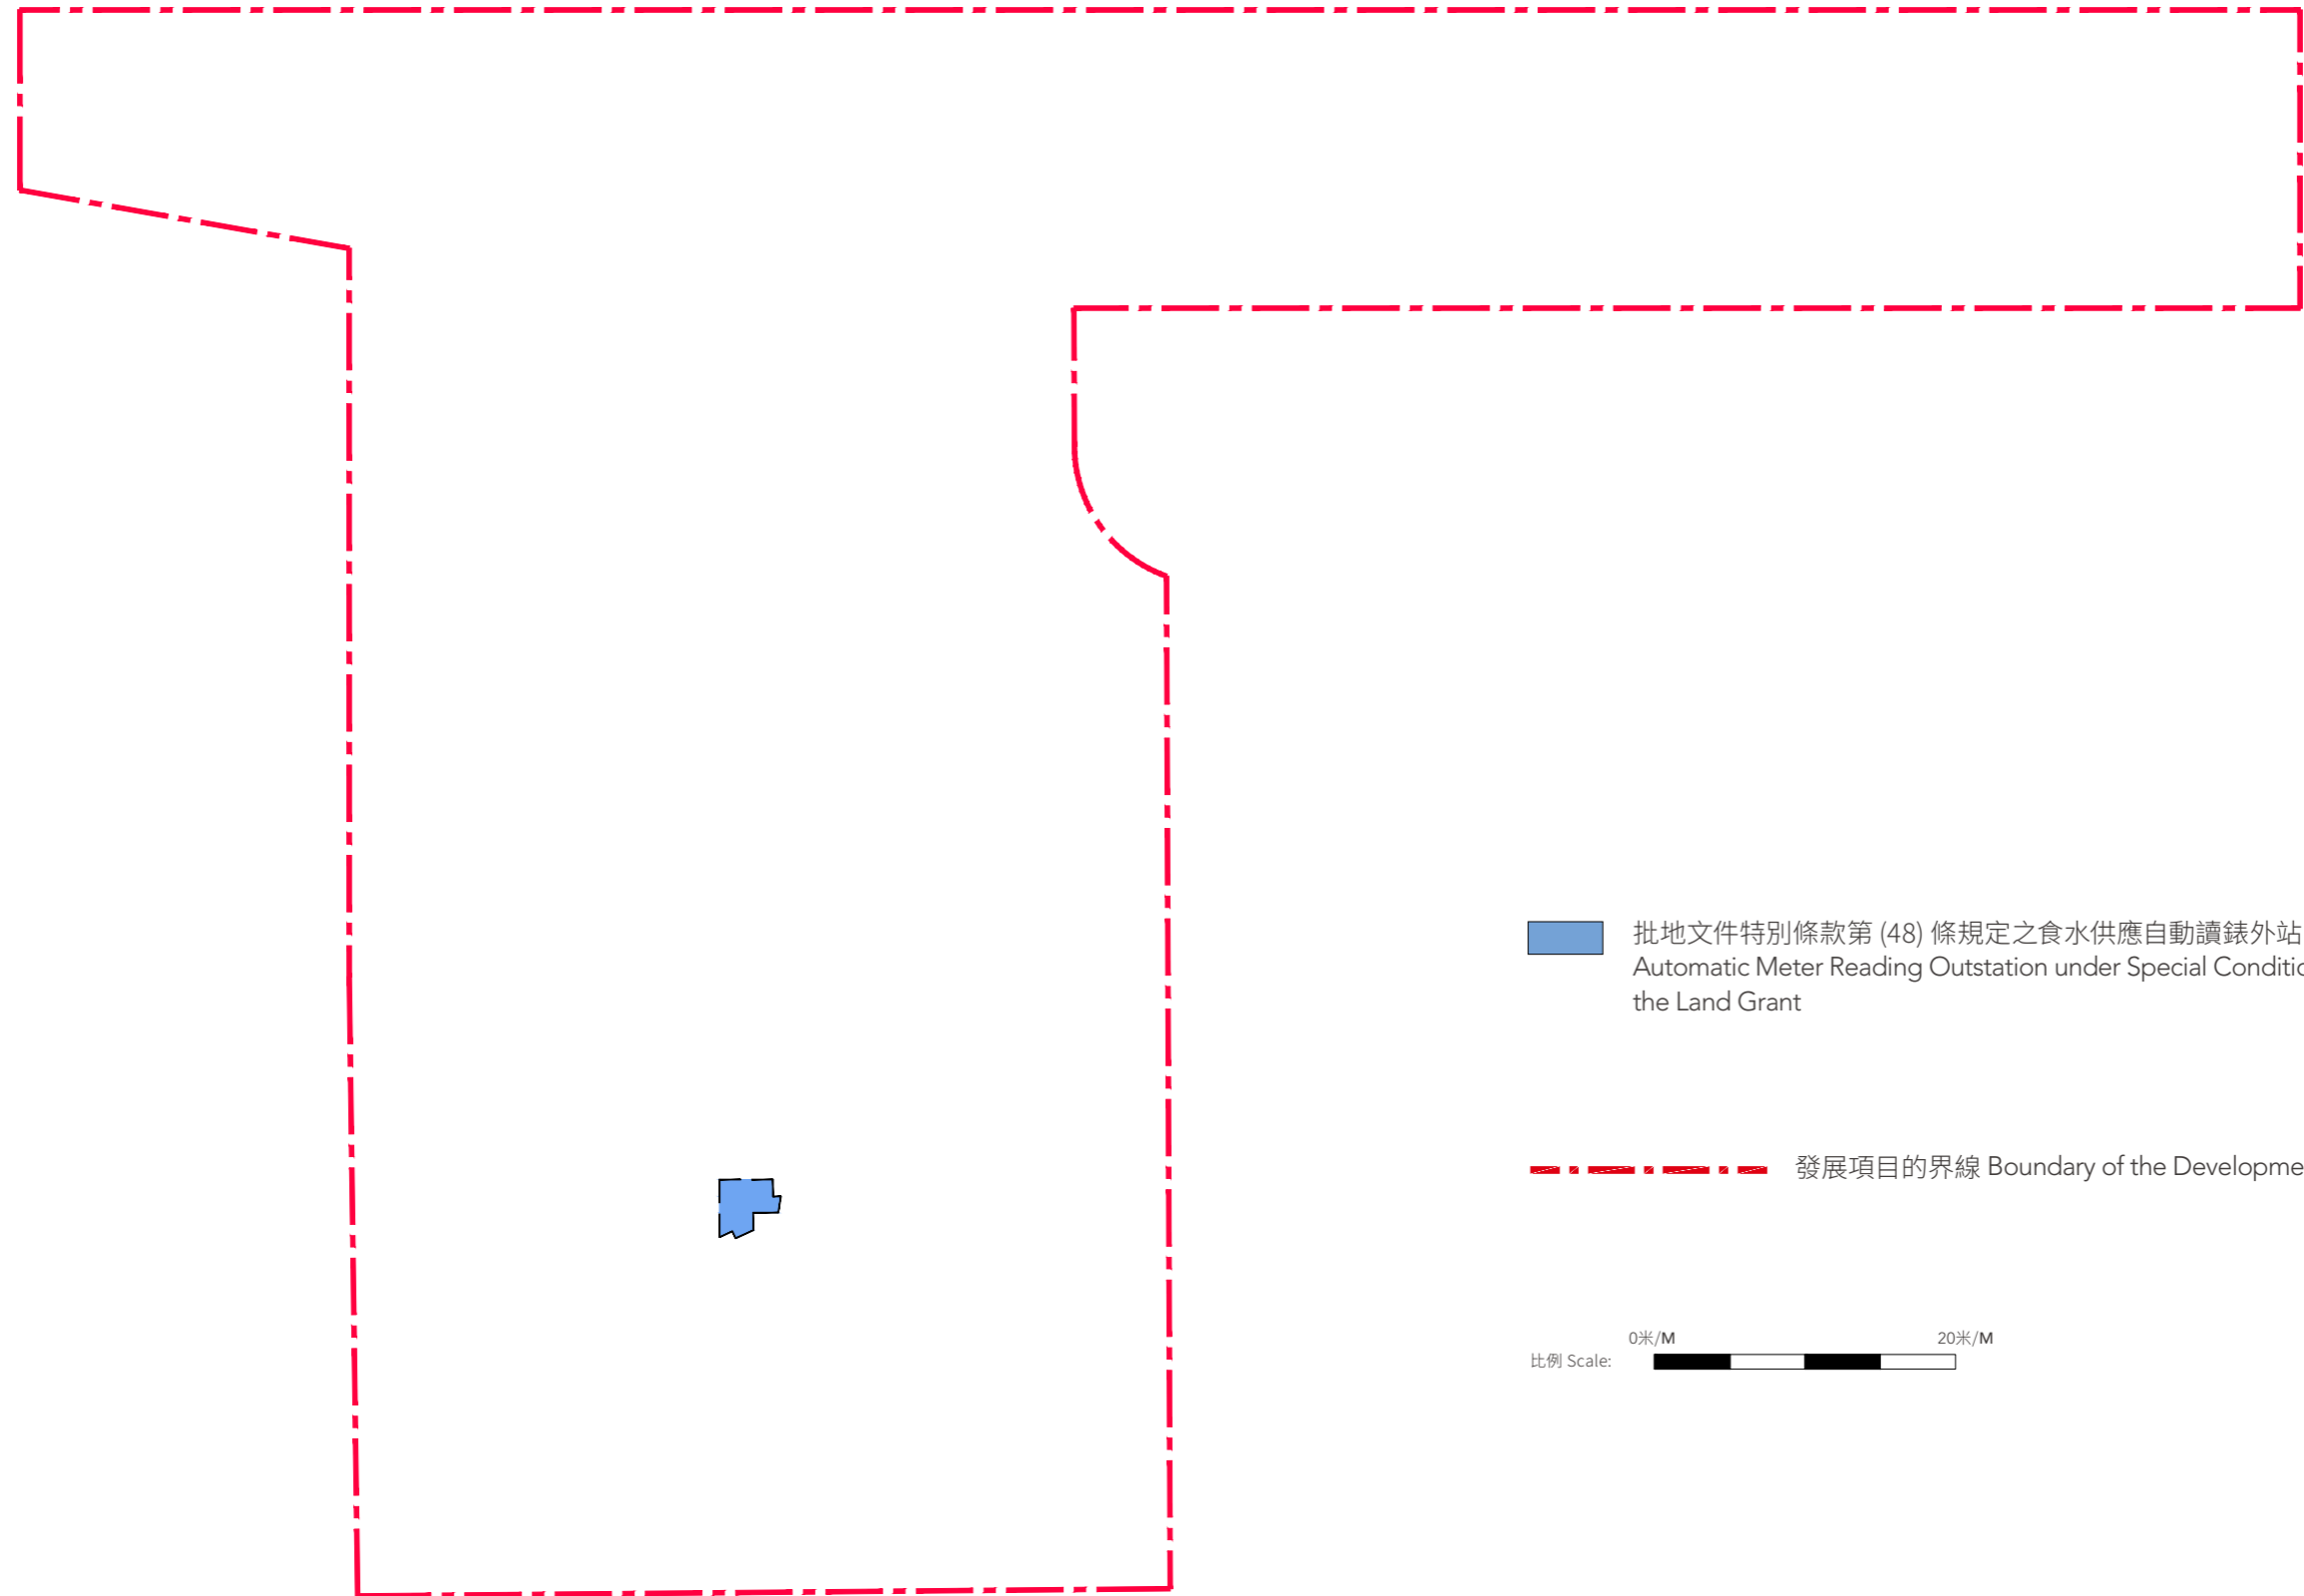 批地文件特別條款第 (48) 條規定之食水供應自動讀錶外站
Automatic Meter Reading Outstation under Special
the Land Grant
發展項目的界線 Boundary of the
0米/M 20米/M
比例 Scale: